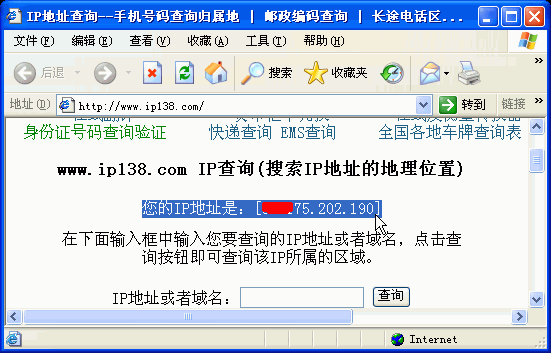 IP地址查询--手机号码查询归属地 | 邮政编码查询 | 长途电话区...
文件(F) 编辑(E) 查看(V) 收藏(A) 工具(T) 帮助(H)
后退 搜索 收藏夹
地址(D) http://www.ip138.com/ 转到 链接
身份证号码查询验证 快递查询 EMS查询 全国各地车牌查询表
www.ip138.com IP查询(搜索IP地址的地理位置)
您的IP地址是：[75.202.190]
在下面输入框中输入您要查询的IP地址或者域名，点击查
询按钮即可查询该IP所属的区域。
IP地址或者域名： 查询
Internet